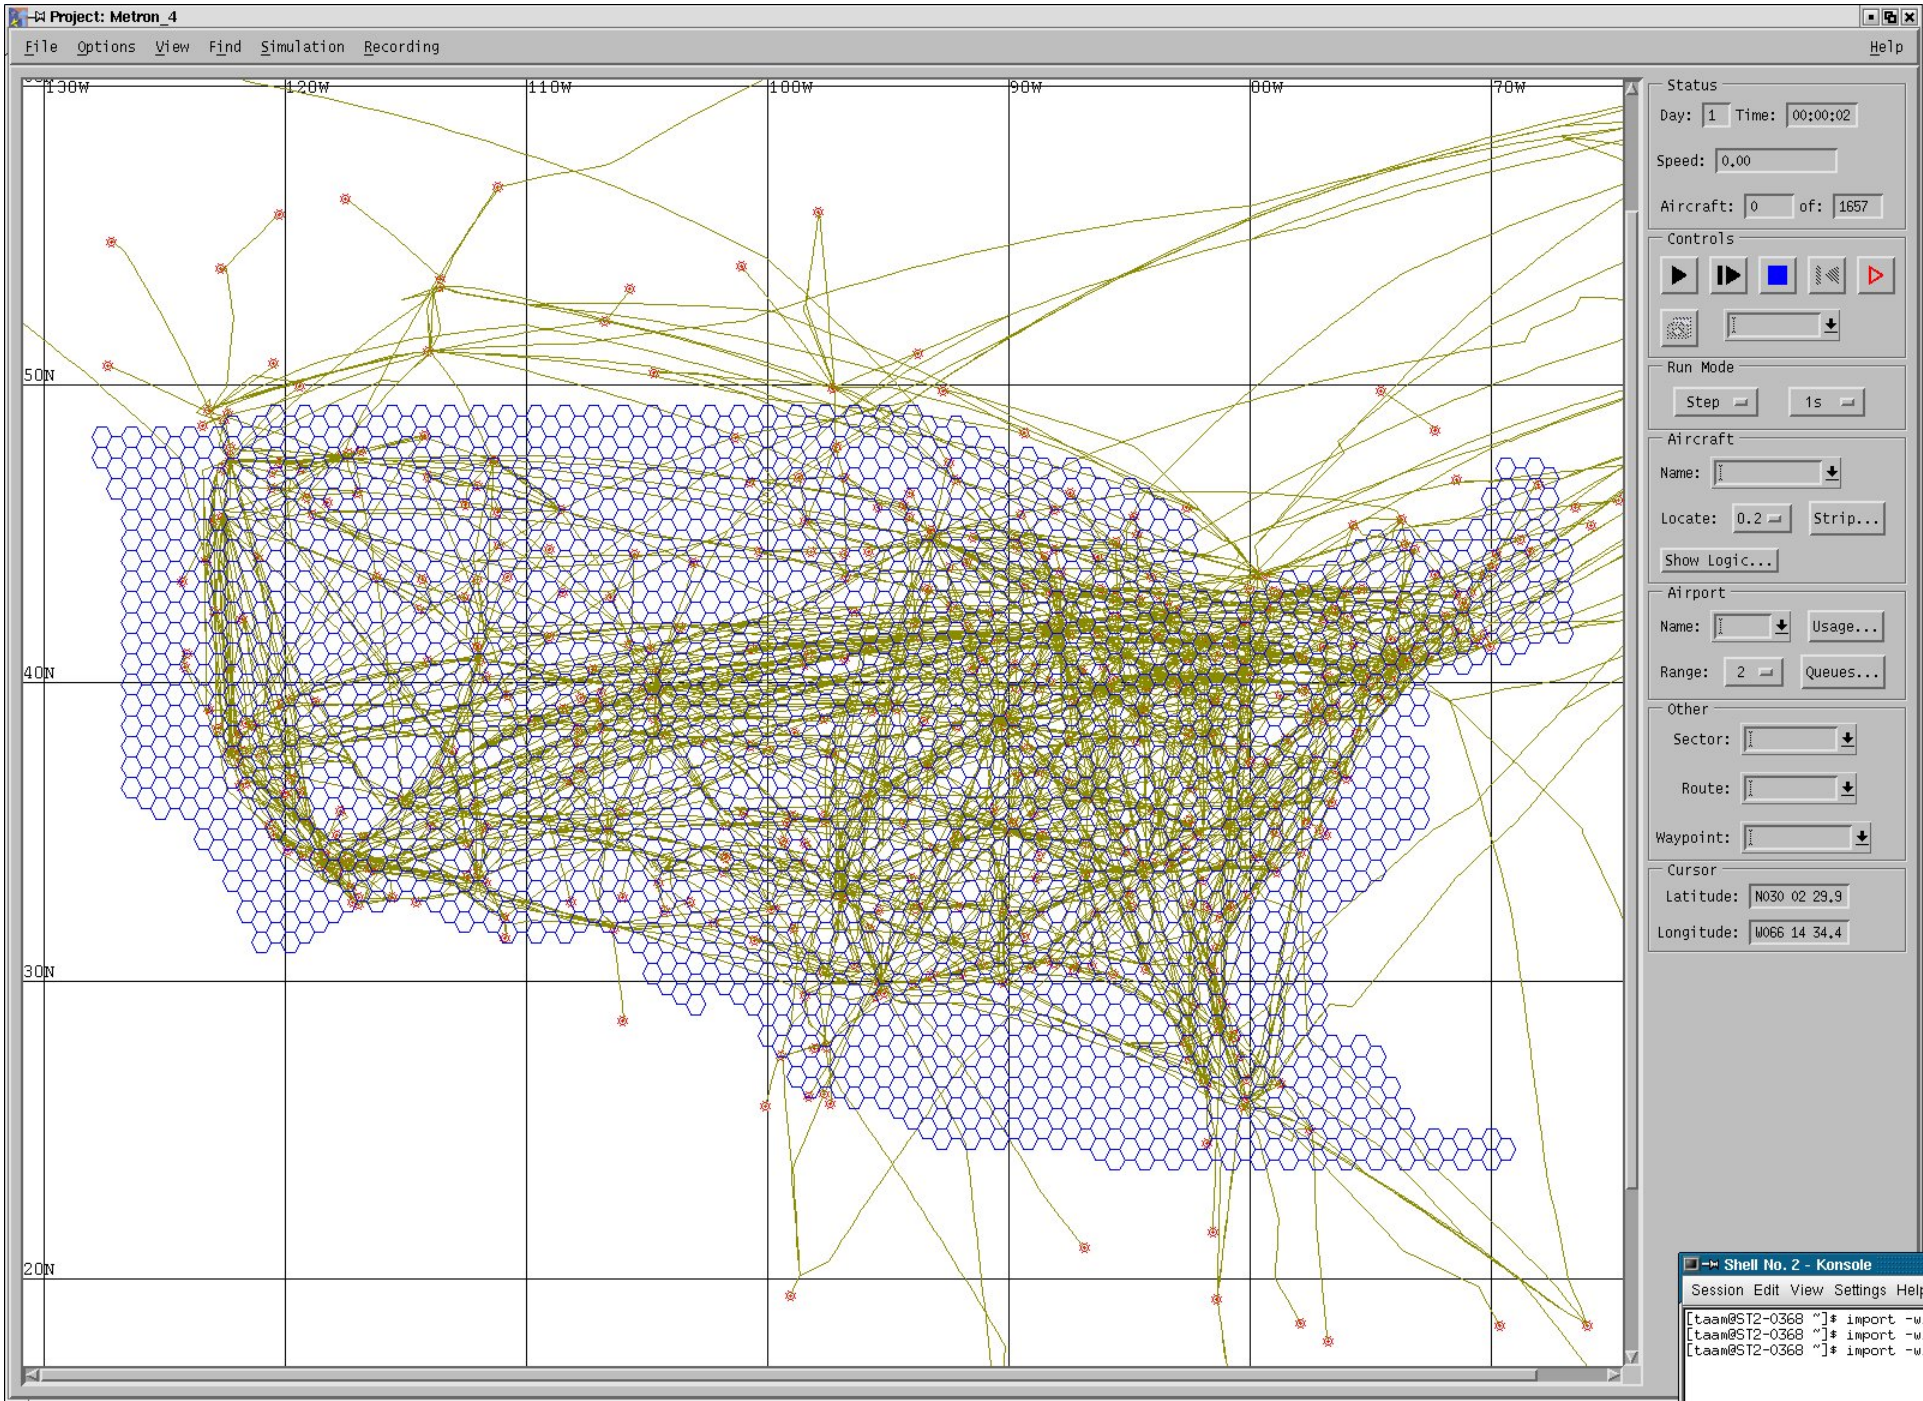 Project: Metron_4
File Options View Find Simulation Recording Help
130W 120W 110W 100W 90W 80W 70W
50N
40N
30N
20N
Status
Day: 1 Time: 00:00:02
Speed: 0.00
Aircraft: 0 of: 1657
Controls
Run Mode
Step 1s
Aircraft
Name:
Locate: 0.2 Strip...
Show Logic...
Airport
Name: Usage...
Range: 2 Queues...
Other
Sector:
Route:
Waypoint:
Cursor
Latitude: N030 02 29.9
Longitude: W066 14 34.4
Shell No. 2 - Konsole
Session Edit View Settings Help
[taam@ST2-0368 ~]$ import -w
[taam@ST2-0368 ~]$ import -w
[taam@ST2-0368 ~]$ import -w